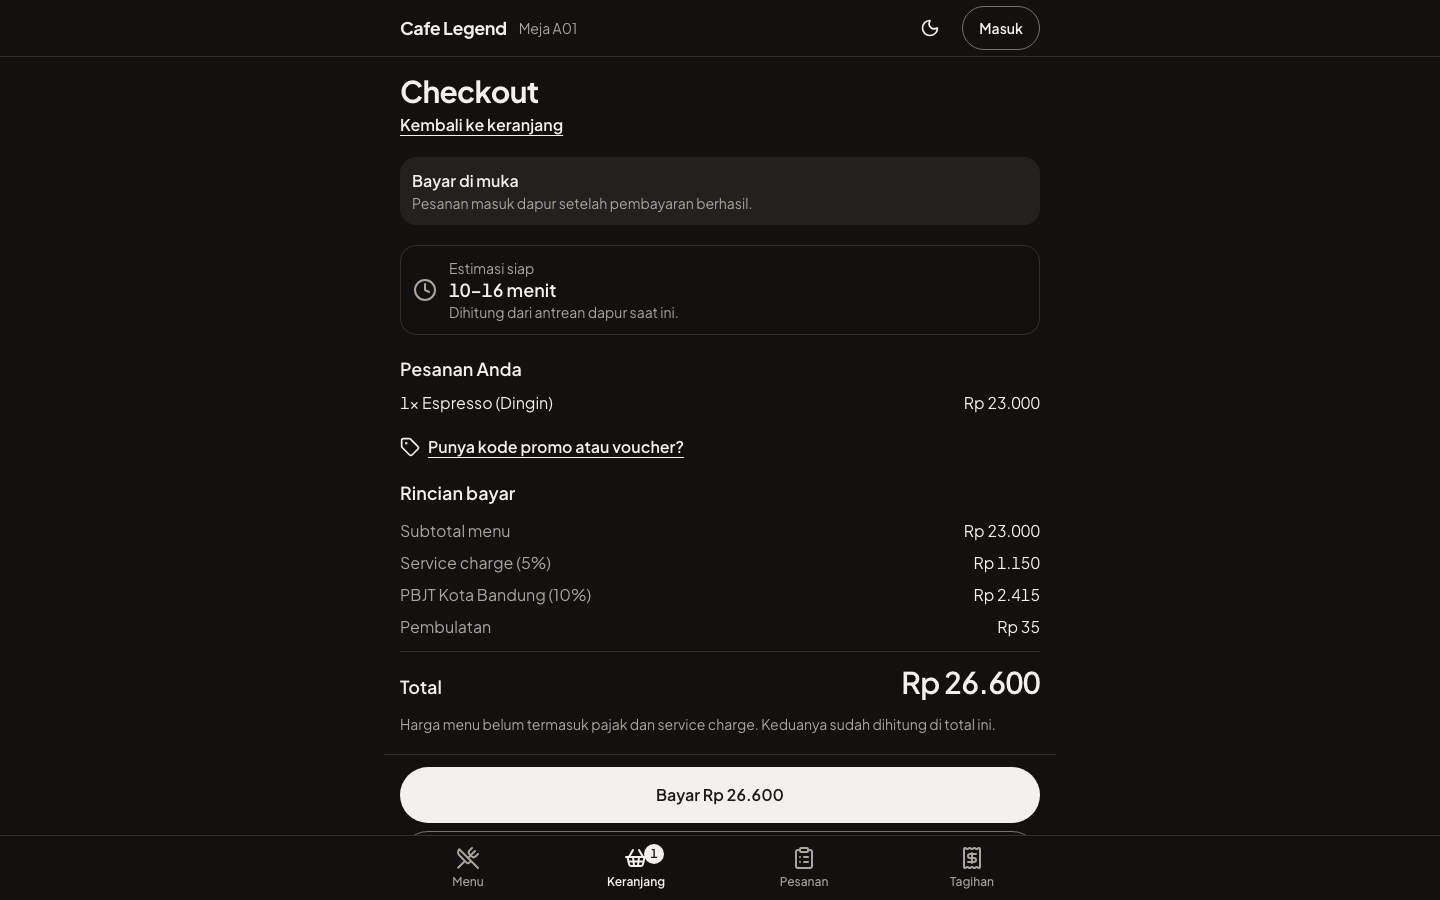 Cafe Legend Meja A01 Masuk
Checkout
Kembali ke keranjang
Bayar di muka
Pesanan masuk dapur setelah pembayaran berhasil.
Estimasi siap
10–16 menit
Dihitung dari antrean dapur saat ini.
Pesanan Anda
1× Espresso (Dingin) Rp 23.000
Punya kode promo atau voucher?
Rincian bayar
Subtotal menu Rp 23.000
Service charge (5%) Rp 1.150
PBJT Kota Bandung (10%) Rp 2.415
Pembulatan Rp 35
Total Rp 26.600
Harga menu belum termasuk pajak dan service charge. Keduanya sudah dihitung di total ini.
Bayar Rp 26.600
1
Menu Keranjang Pesanan Tagihan